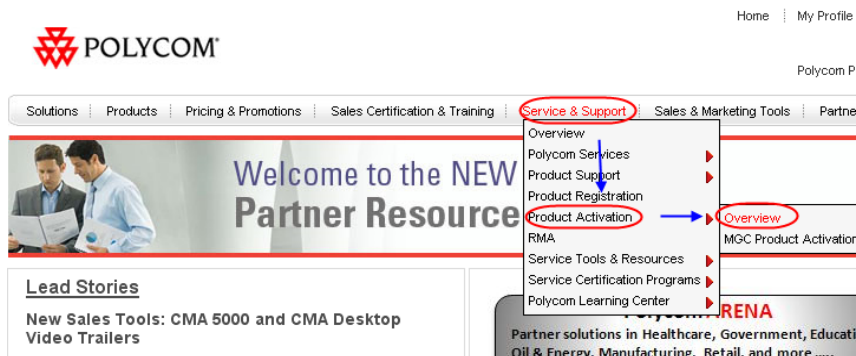 Home My Profile
POLYCOM
Polycom P
Solutions Products Pricing & Promotions Sales Certification & Training Service & Support Sales & Marketing Tools Partne
Overview
Polycom Services
Product Support
Product Registration
Product Activation
RMA
Service Tools & Resources
Service Certification Programs
Polycom Learning Center
Overview
MGC Product Activation
Welcome to the NEW
Partner Resource
Lead Stories
New Sales Tools: CMA 5000 and CMA Desktop
Video Trailers
RENA
Partner solutions in Healthcare, Government, Educati
Oil & Energy, Manufacturing, Retail, and more.....